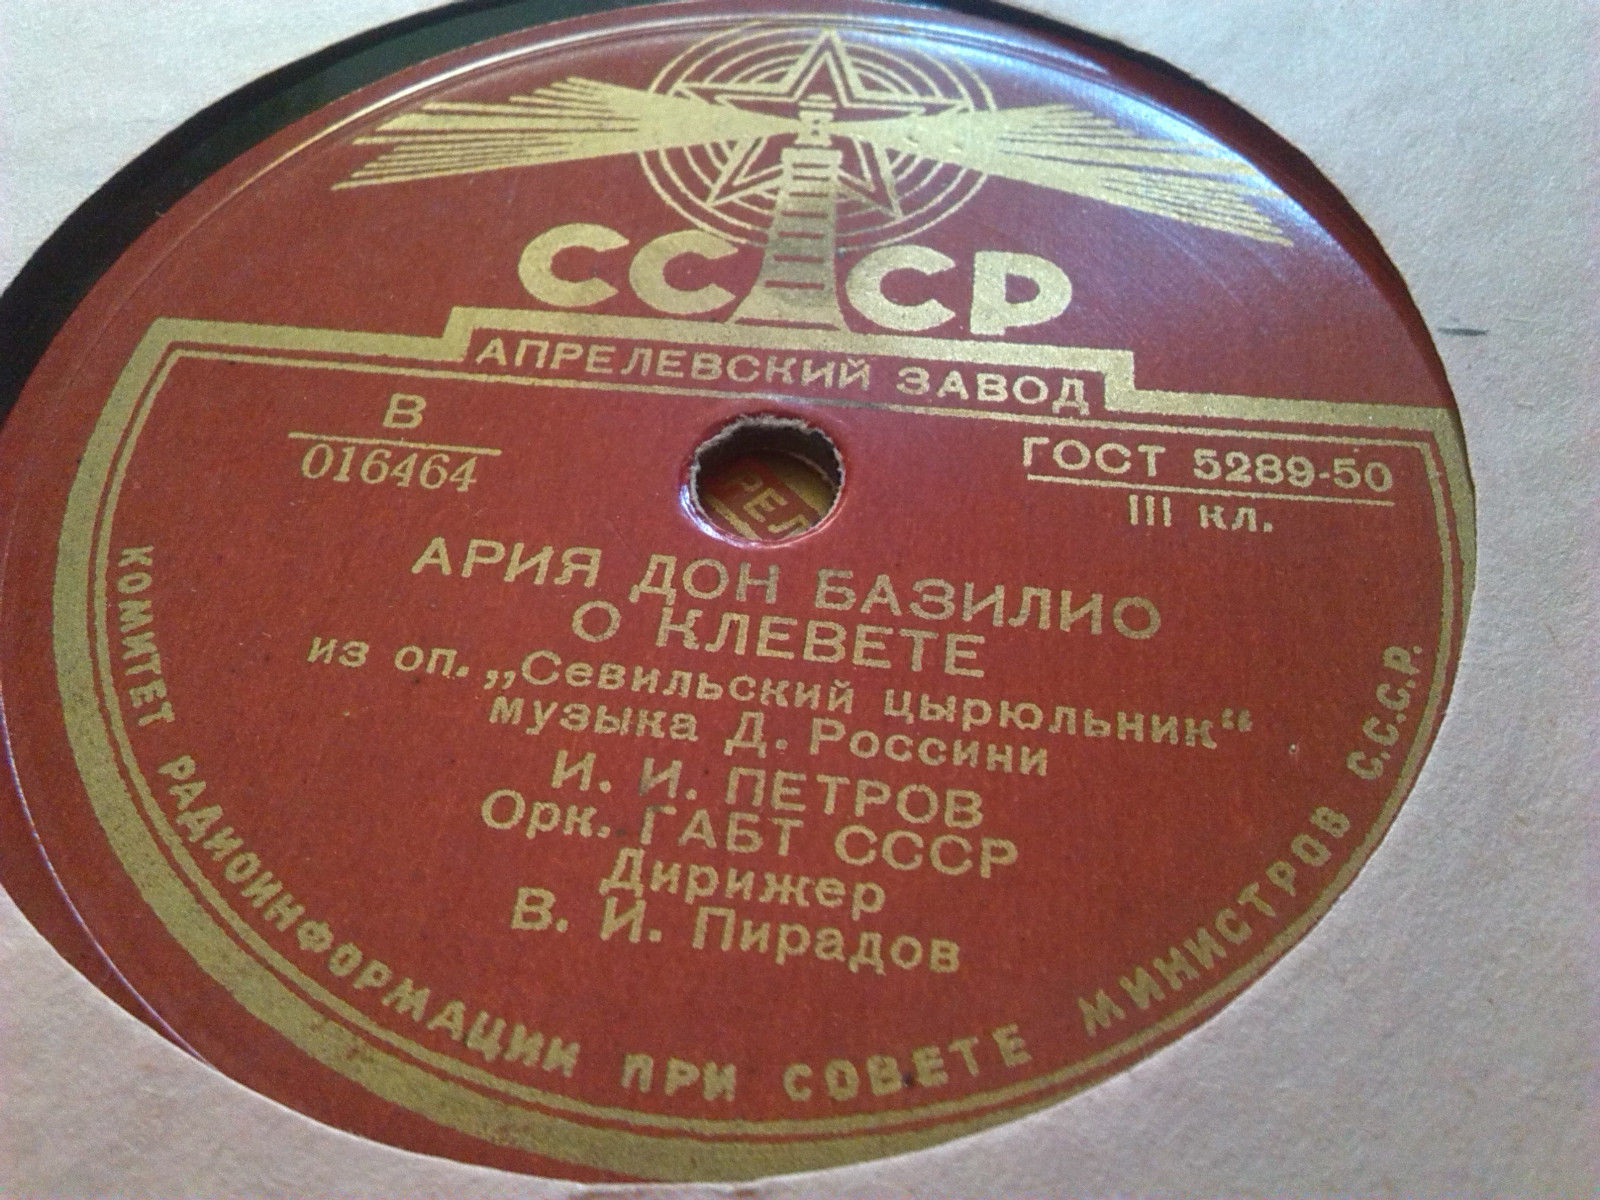 СССР
АПРЕЛЕВСКИЙ ЗАВОД
В
016464
ГОСТ 5289-50
III кл.
АРИЯ ДОН БАЗИЛИО
О КЛЕВЕТЕ
из оп. „Севильский цырюльник“
музыка Д. Россини
И. И. ПЕТРОВ
Орк. ГАБТ СССР
Дирижер
В. И. Пирадов
КОМИТЕТ РАДИОИНФОРМАЦИИ ПРИ СОВЕТЕ МИНИСТРОВ С.С.С.Р.
РЕЛ